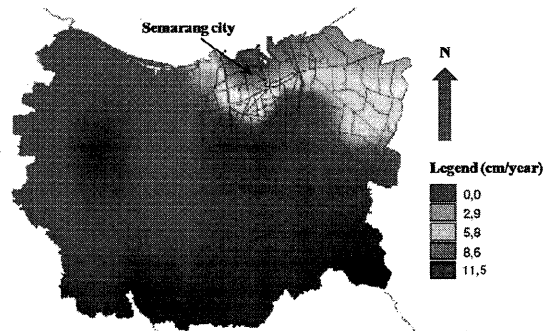 Semarang city
N
Legend (cm/year)
0,0
2,9
5,8
8,6
11,5